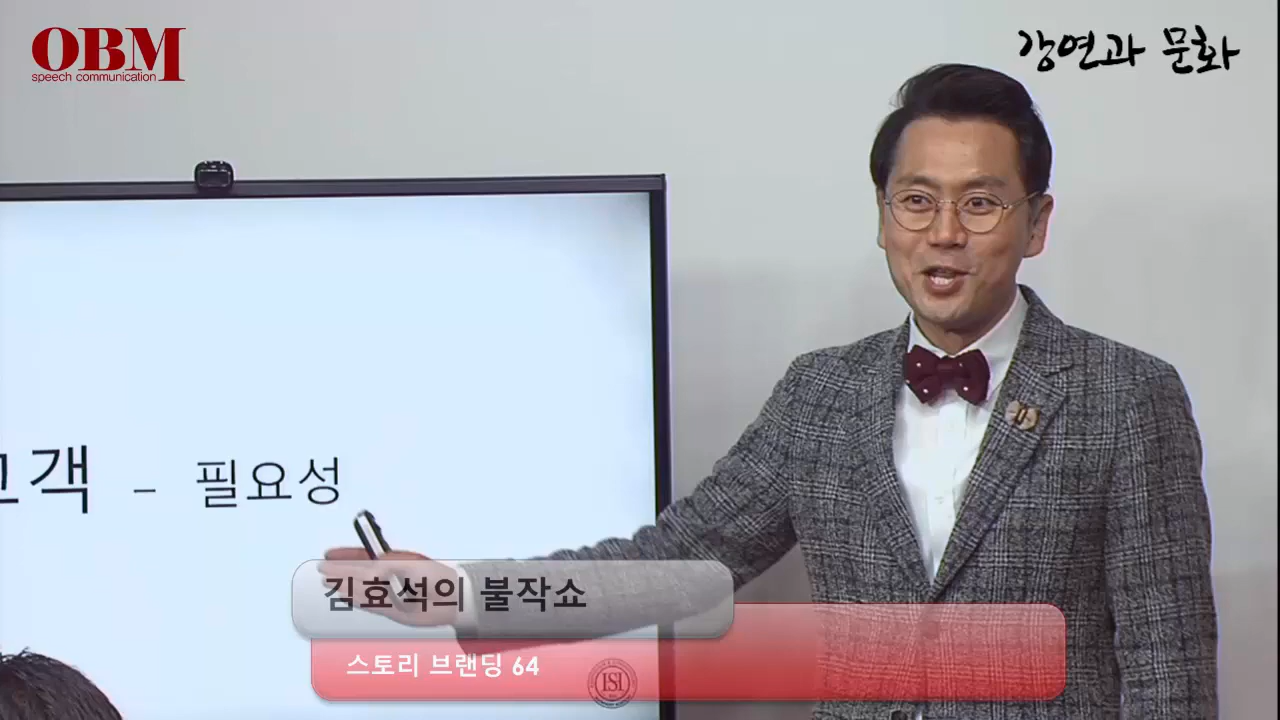 OBM
speech communication
강연과 문화
고객 – 필요성
김효석의 불작쇼
스토리 브랜딩 64
ISI